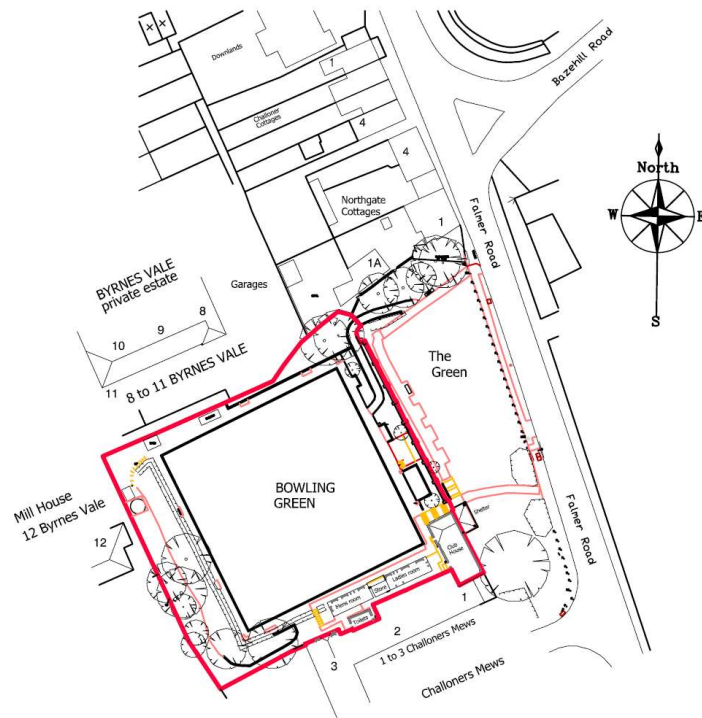 Bazehill Road
Downlands
1
Challoner
Cottages
4
4
North
W
E
S
Northgate
Cottages
Falmer Road
1
1A
BYRNES VALE
private estate
Garages
8
9
10
11
8 to 11 BYRNES VALE
The
Green
BOWLING
GREEN
Mill House
12 Byrnes Vale
12
Falmer Road
Shelter
Club
House
Mens room
Store
Ladies room
Toilets
1
2
3
1 to 3 Challoners Mews
Challoners Mews